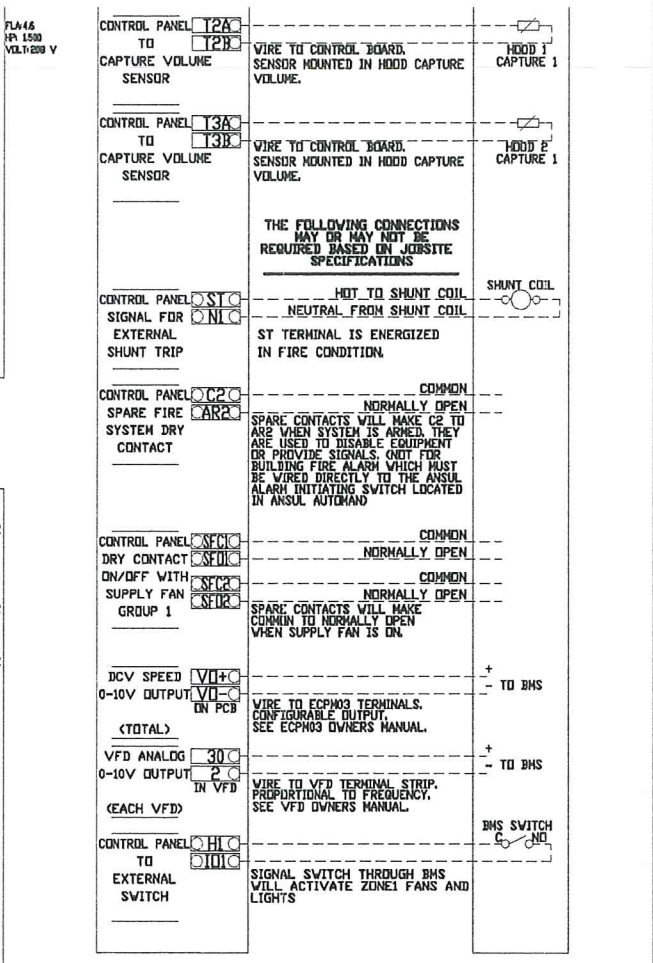 FLA:4.6
HP: 1.500
VOLT:208 V
CONTROL PANEL T2A
TO T2B
CAPTURE VOLUME
SENSOR
WIRE TO CONTROL BOARD.
SENSOR MOUNTED IN HOOD CAPTURE
VOLUME.
HOOD 1
CAPTURE 1
CONTROL PANEL T3A
TO T3B
CAPTURE VOLUME
SENSOR
WIRE TO CONTROL BOARD.
SENSOR MOUNTED IN HOOD CAPTURE
VOLUME.
HOOD 2
CAPTURE 1
THE FOLLOWING CONNECTIONS
MAY OR MAY NOT BE
REQUIRED BASED ON JOBSITE
SPECIFICATIONS
CONTROL PANEL ST
SIGNAL FOR N1
EXTERNAL
SHUNT TRIP
HOT TO SHUNT COIL
NEUTRAL FROM SHUNT COIL
ST TERMINAL IS ENERGIZED
IN FIRE CONDITION.
SHUNT COIL
CONTROL PANEL C2
SPARE FIRE AR2
SYSTEM DRY
CONTACT
COMMON
NORMALLY OPEN
SPARE CONTACTS WILL MAKE C2 TO
AR2 WHEN SYSTEM IS ARMED. THEY
ARE USED TO DISABLE EQUIPMENT
OR PROVIDE SIGNALS. (NOT FOR
BUILDING FIRE ALARM WHICH MUST
BE WIRED DIRECTLY TO THE ANSUL
ALARM INITIATING SWITCH LOCATED
IN ANSUL AUTOMAN)
CONTROL PANEL SFC1
DRY CONTACT SFO1
ON/OFF WITH SFC2
SUPPLY FAN SFO2
GROUP 1
COMMON
NORMALLY OPEN
COMMON
NORMALLY OPEN
SPARE CONTACTS WILL MAKE
COMMON TO NORMALLY OPEN
WHEN SUPPLY FAN IS ON.
DCV SPEED VO+
0-10V OUTPUT VO-
ON PCB
(TOTAL)
WIRE TO ECPM03 TERMINALS.
CONFIGURABLE OUTPUT.
SEE ECPM03 OWNERS MANUAL.
+
- TO BMS
VFD ANALOG 30
0-10V OUTPUT 2
IN VFD
(EACH VFD)
WIRE TO VFD TERMINAL STRIP.
PROPORTIONAL TO FREQUENCY.
SEE VFD OWNERS MANUAL.
+
- TO BMS
CONTROL PANEL H1
TO IO1
EXTERNAL
SWITCH
SIGNAL SWITCH THROUGH BMS
WILL ACTIVATE ZONE1 FANS AND
LIGHTS
BMS SWITCH
C NO